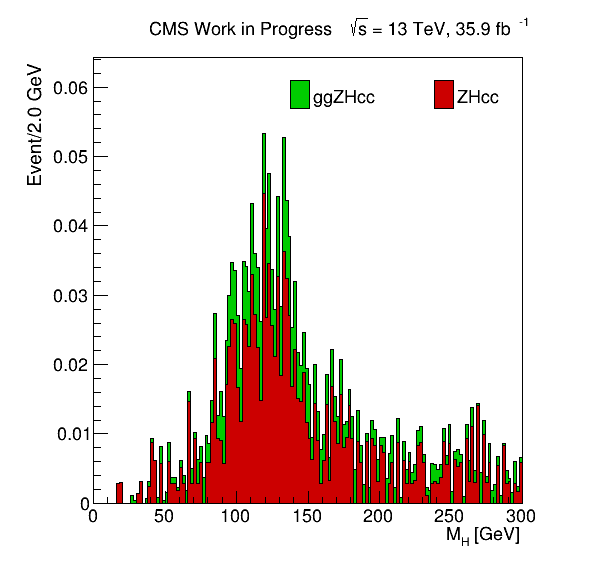 CMS Work in Progress √s = 13 TeV, 35.9 fb -1
Event/2.0 GeV
ggZHcc ZHcc
0.06
0.05
0.04
0.03
0.02
0.01
0
0 50 100 150 200 250 300
M_H [GeV]